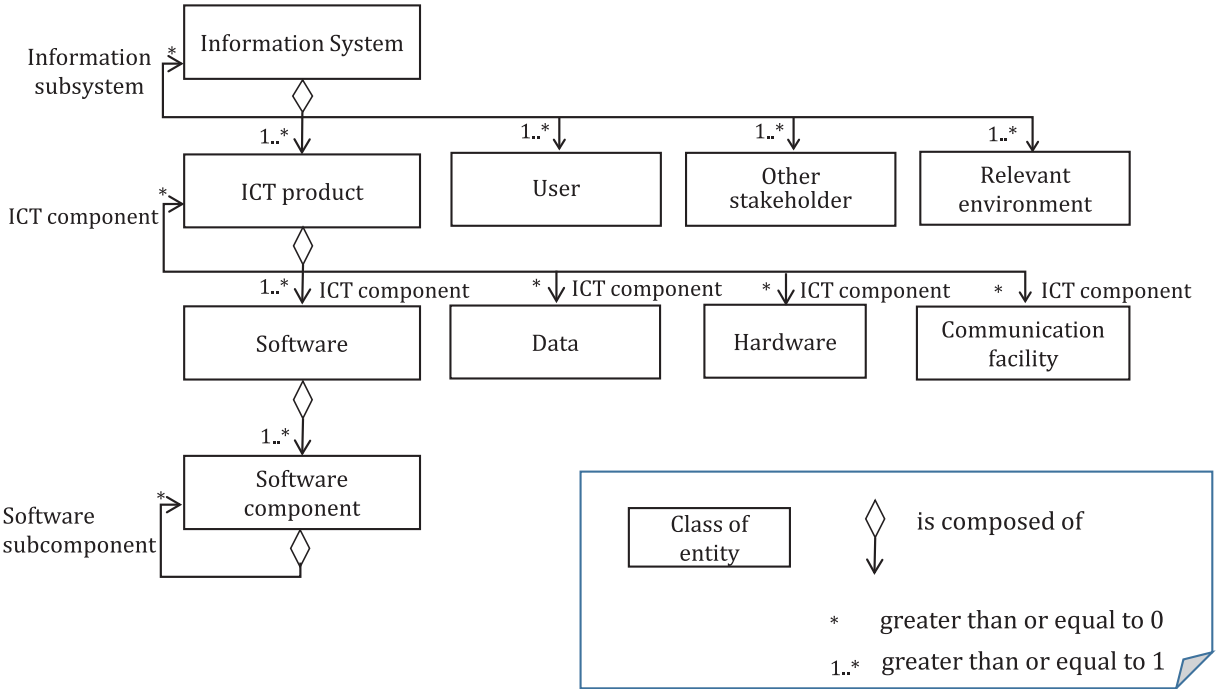 Information System
*
Information
subsystem
1..*
1..*
1..*
1..*
ICT product
User
Other
stakeholder
Relevant
environment
*
ICT component
1..*
ICT component
*
ICT component
*
ICT component
*
ICT component
Software
Data
Hardware
Communication
facility
1..*
Software
component
*
Software
subcomponent
Class of
entity
is composed of
* greater than or equal to 0
1..* greater than or equal to 1